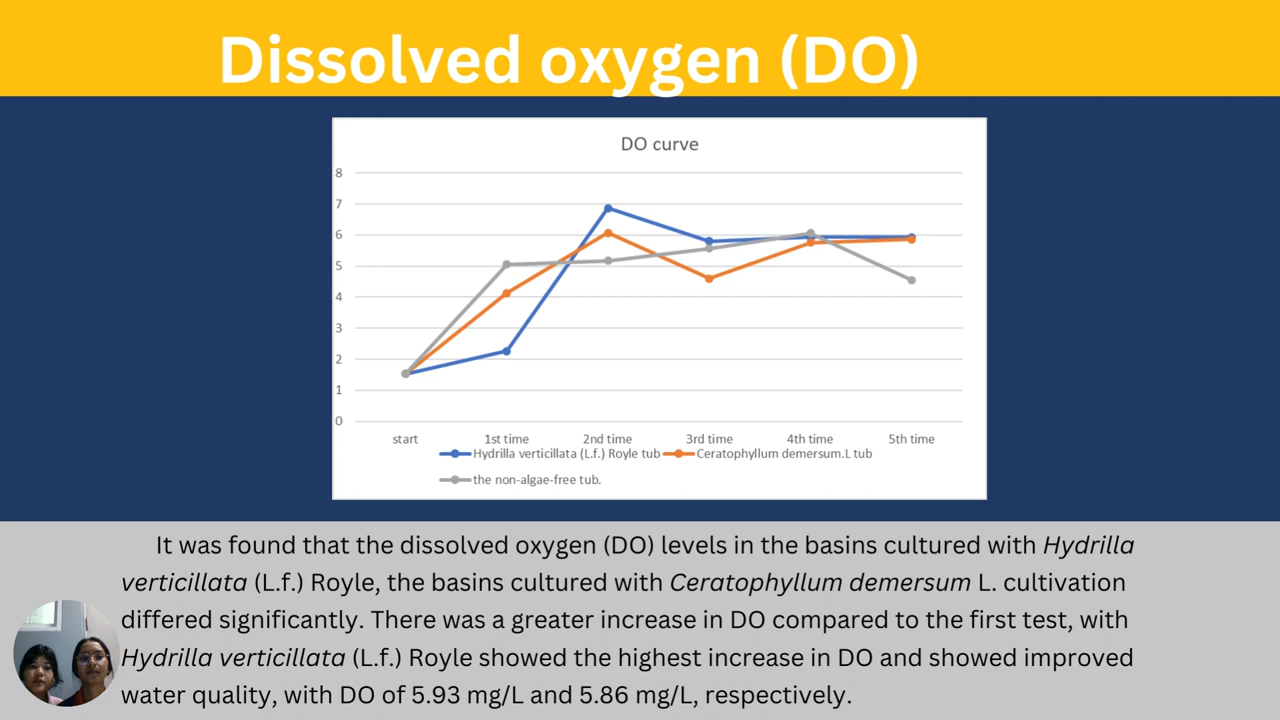 Dissolved oxygen (DO)
DO curve
8
7
6
5
4
3
2
1
0
start 1st time 2nd time 3rd time 4th time 5th time
Hydrilla verticillata (L.f.) Royle tub Ceratophyllum demersum.L tub
the non-algae-free tub.
It was found that the dissolved oxygen (DO) levels in the basins cultured with Hydrilla
verticillata (L.f.) Royle, the basins cultured with Ceratophyllum demersum L. cultivation
differed significantly. There was a greater increase in DO compared to the first test, with
Hydrilla verticillata (L.f.) Royle showed the highest increase in DO and showed improved
water quality, with DO of 5.93 mg/L and 5.86 mg/L, respectively.